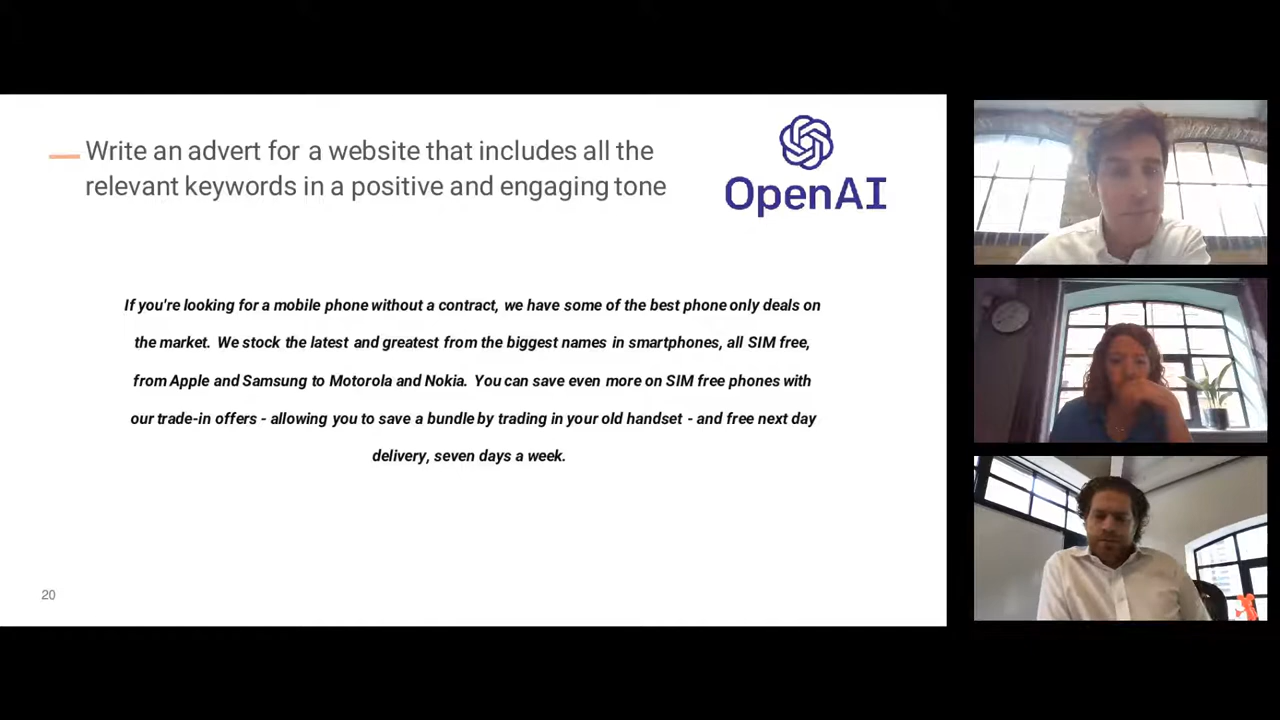 Write an advert for a website that includes all the
relevant keywords in a positive and engaging tone
OpenAI
If you're looking for a mobile phone without a contract, we have some of the best phone only deals on
the market. We stock the latest and greatest from the biggest names in smartphones, all SIM free,
from Apple and Samsung to Motorola and Nokia. You can save even more on SIM free phones with
our trade-in offers - allowing you to save a bundle by trading in your old handset - and free next day
delivery, seven days a week.
20